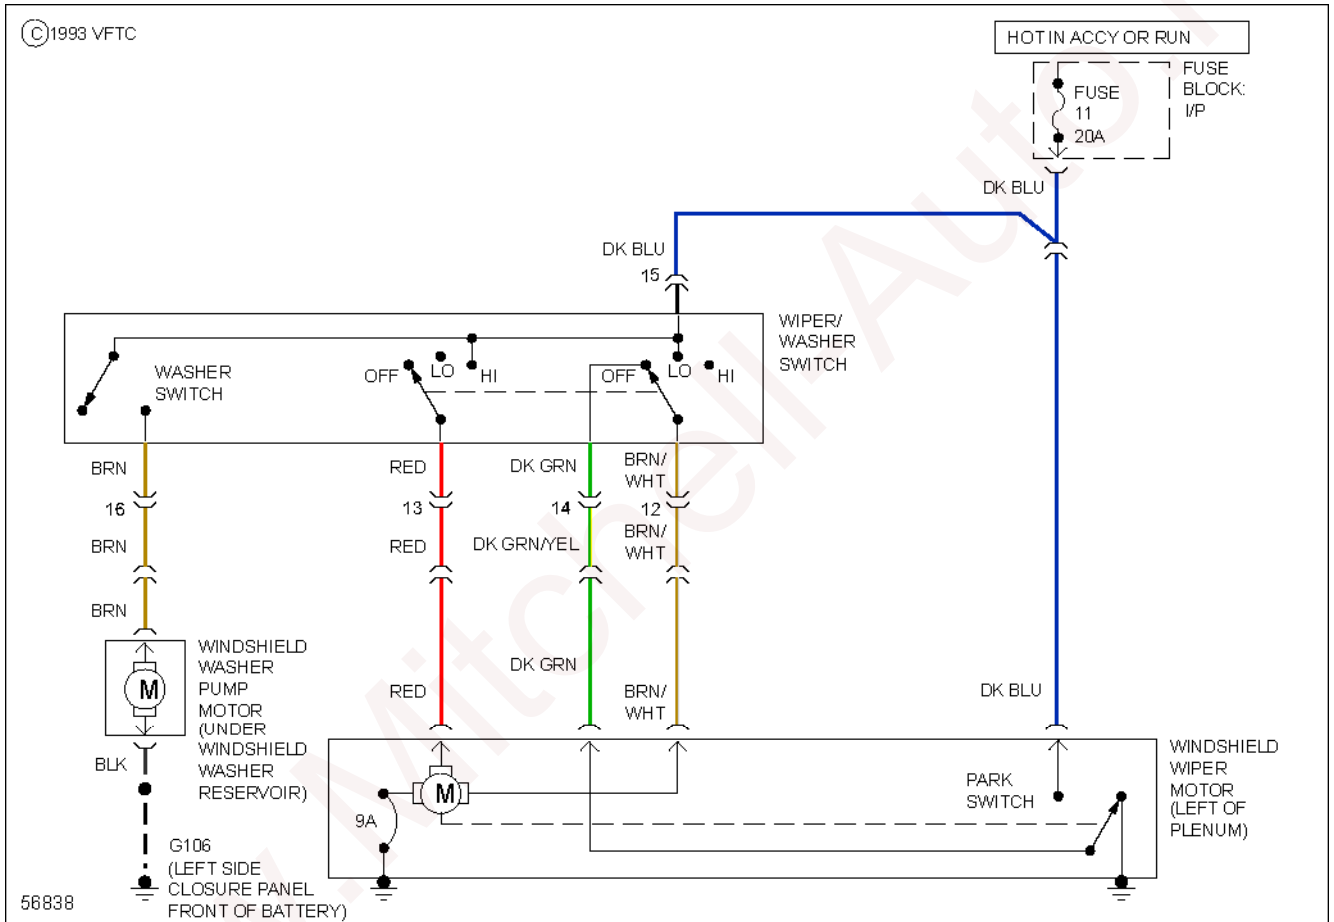 © 1993 VFTC
HOT IN ACCY OR RUN
FUSE
BLOCK:
I/P
FUSE
11
20A
DK BLU
DK BLU
15
WIPER/
WASHER
SWITCH
WASHER
SWITCH
OFF
LO
HI
OFF
LO
HI
BRN
RED
DK GRN
BRN/
WHT
16
13
14
12
BRN
RED
DK GRN/YEL
BRN/
WHT
BRN
DK GRN
RED
BRN/
WHT
DK BLU
WINDSHIELD
WASHER
PUMP
MOTOR
(UNDER
WINDSHIELD
WASHER
RESERVOIR)
M
BLK
G106
(LEFT SIDE
CLOSURE PANEL
FRONT OF BATTERY)
M
9A
PARK
SWITCH
WINDSHIELD
WIPER
MOTOR
(LEFT OF
PLENUM)
56838
.Mitchell-Auto.